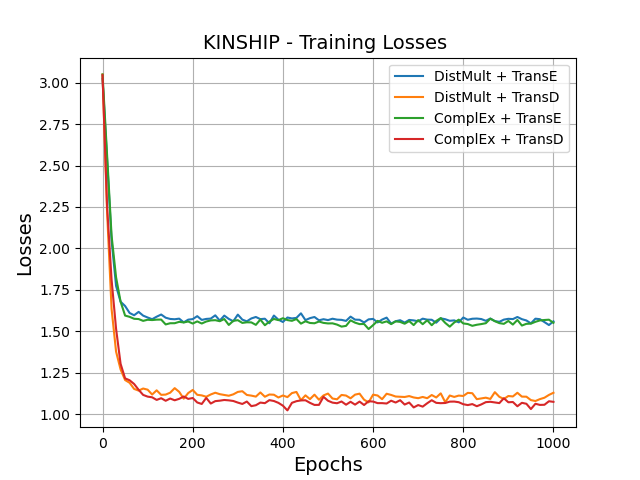 KINSHIP - Training Losses
DistMult + TransE
DistMult + TransD
ComplEx + TransE
ComplEx + TransD
Losses
3.00
2.75
2.50
2.25
2.00
1.75
1.50
1.25
1.00
0 200 400 600 800 1000
Epochs